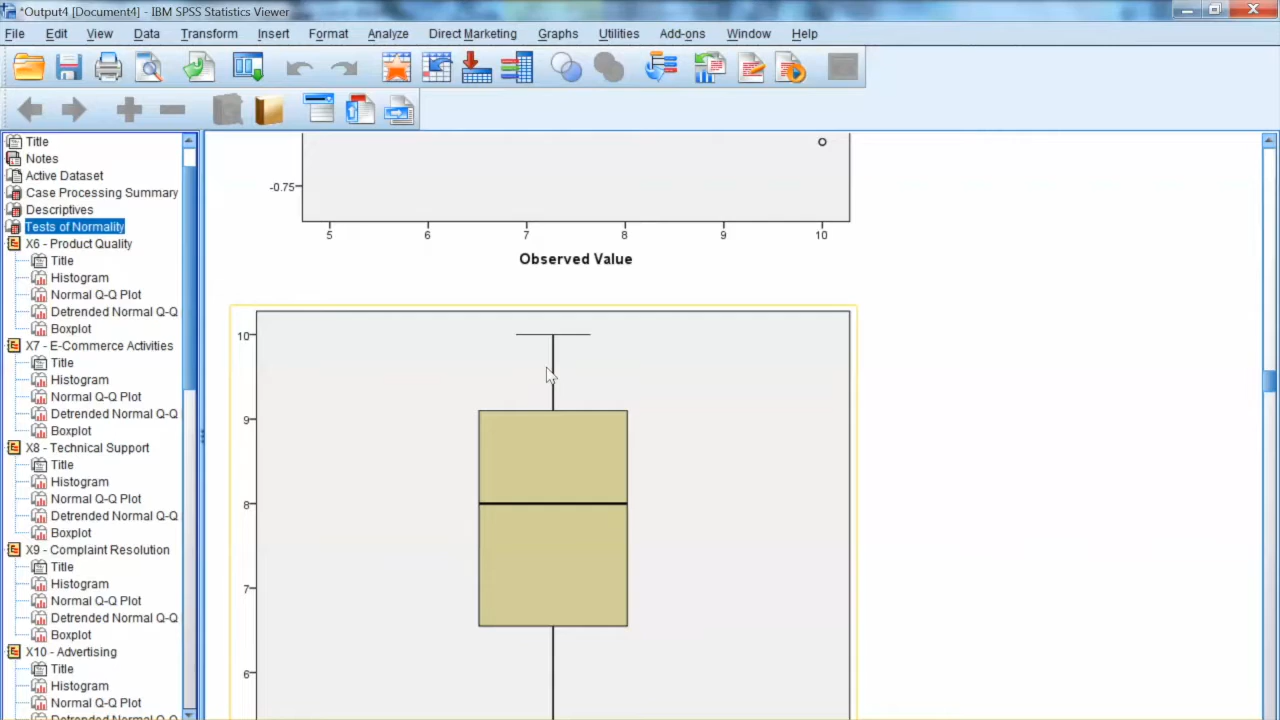 *Output4 [Document4] - IBM SPSS Statistics Viewer
File Edit View Data Transform Insert Format Analyze Direct Marketing Graphs Utilities Add-ons Window Help
Title
Notes
Active Dataset
Case Processing Summary
Descriptives
Tests of Normality
X6 - Product Quality
Title
Histogram
Normal Q-Q Plot
Detrended Normal Q-Q
Boxplot
X7 - E-Commerce Activities
Title
Histogram
Normal Q-Q Plot
Detrended Normal Q-Q
Boxplot
X8 - Technical Support
Title
Histogram
Normal Q-Q Plot
Detrended Normal Q-Q
Boxplot
X9 - Complaint Resolution
Title
Histogram
Normal Q-Q Plot
Detrended Normal Q-Q
Boxplot
X10 - Advertising
Title
Histogram
Normal Q-Q Plot
Detrended Normal Q-Q
-0.75
5 6 7 8 9 10
Observed Value
10
9
8
7
6